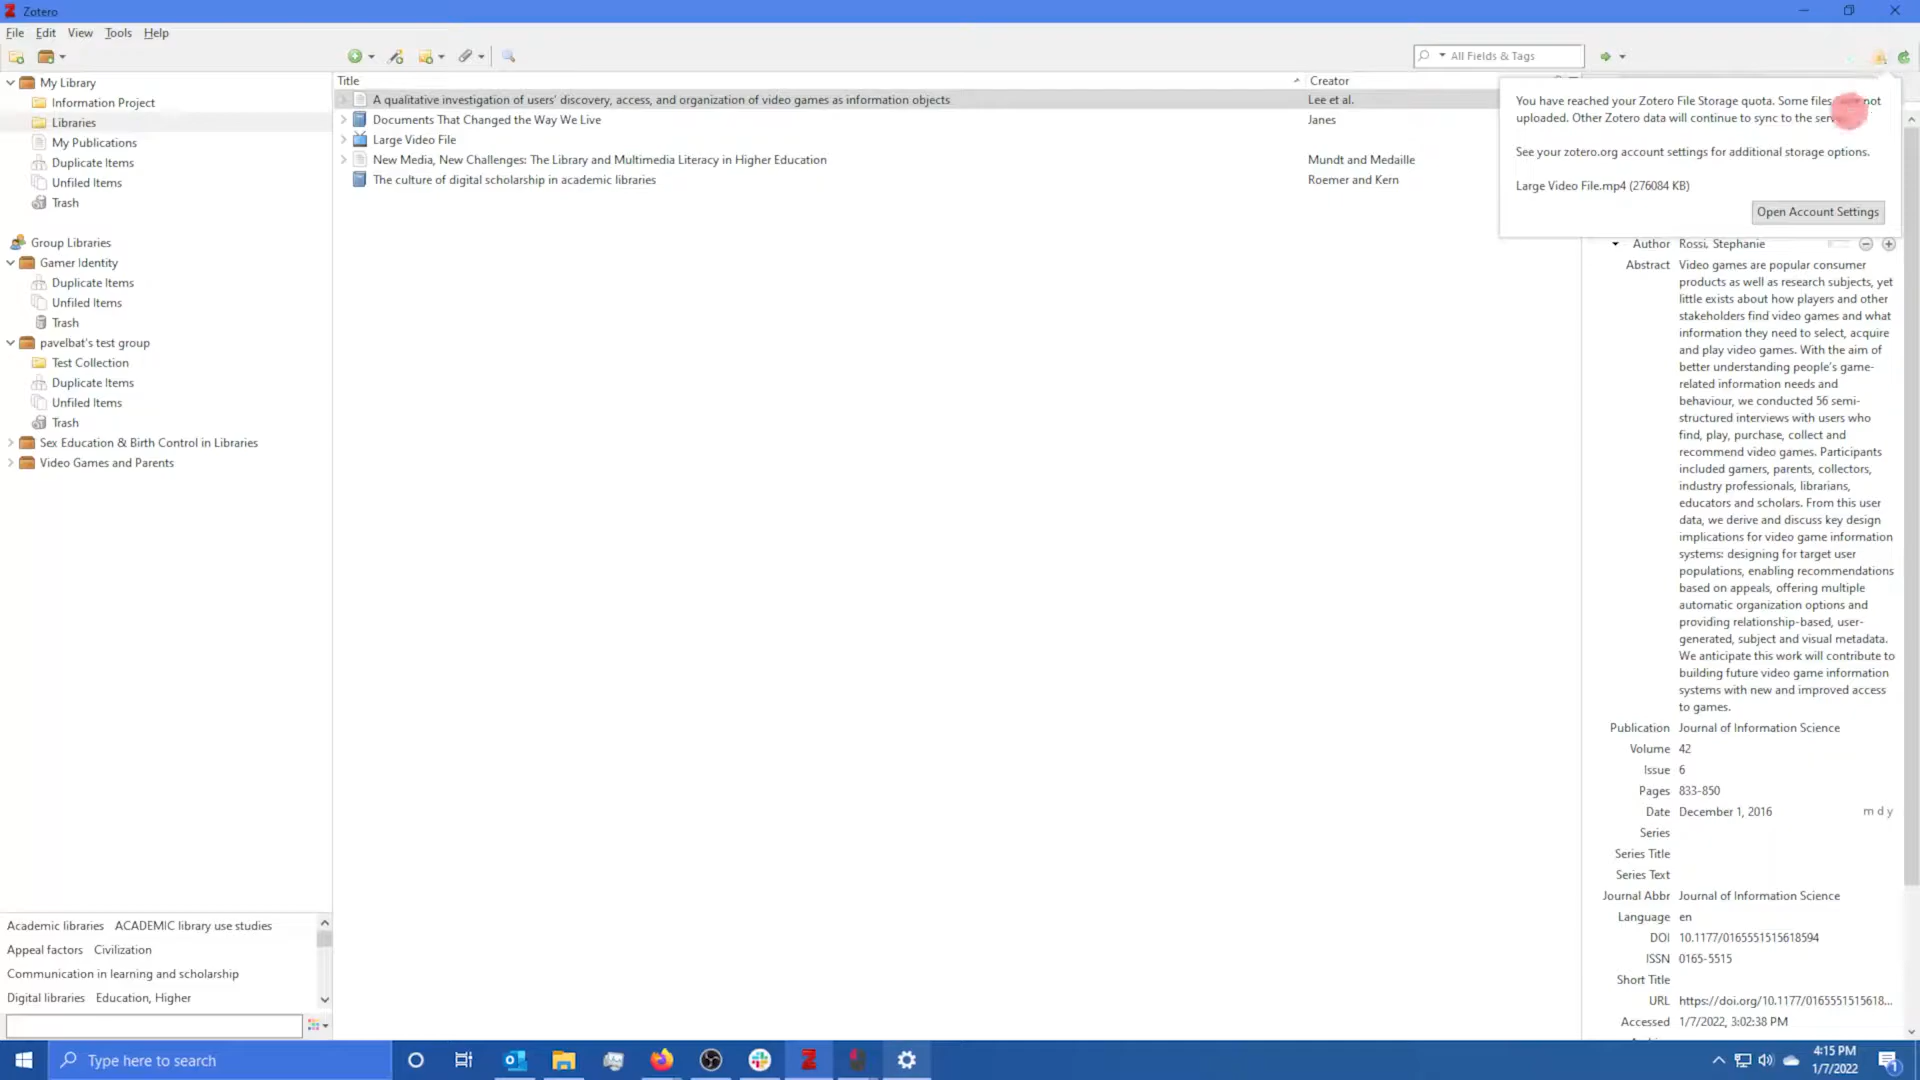 Zotero
File Edit View Tools Help
All Fields & Tags
My Library
Information Project
Libraries
My Publications
Duplicate Items
Unfiled Items
Trash
Group Libraries
Gamer Identity
Duplicate Items
Unfiled Items
Trash
pavelbat's test group
Test Collection
Duplicate Items
Unfiled Items
Trash
Sex Education & Birth Control in Libraries
Video Games and Parents
Academic libraries ACADEMIC library use studies
Appeal factors Civilization
Communication in learning and scholarship
Digital libraries Education, Higher
Title Creator
A qualitative investigation of users' discovery, access, and organization of video games as information objects Lee et al.
Documents That Changed the Way We Live Janes
Large Video File
New Media, New Challenges: The Library and Multimedia Literacy in Higher Education Mundt and Medaille
The culture of digital scholarship in academic libraries Roemer and Kern
You have reached your Zotero File Storage quota. Some files not
uploaded. Other Zotero data will continue to sync to the
See your zotero.org account settings for additional storage options.
Large Video File.mp4 (276084 KB)
Open Account Settings
Author Rossi, Stephanie
Abstract Video games are popular consumer
products as well as research subjects, yet
little exists about how players and other
stakeholders find video games and what
information they need to select, acquire
and play video games. With the aim of
better understanding people's game-
related information needs and
behaviour, we conducted 56 semi-
structured interviews with users who
find, play, purchase, collect and
recommend video games. Participants
included gamers, parents, collectors,
industry professionals, librarians,
educators and scholars. From this user
data, we derive and discuss key design
implications for video game information
systems: designing for target user
populations, enabling recommendations
based on appeals, offering multiple
automatic organization options and
providing relationship-based, user-
generated, subject and visual metadata.
We anticipate this work will contribute to
building future video game information
systems with new and improved access
to games.
Publication Journal of Information Science
Volume 42
Issue 6
Pages 833-850
Date December 1, 2016 m d y
Series
Series Title
Series Text
Journal Abbr Journal of Information Science
Language en
DOI 10.1177/0165551515618594
ISSN 0165-5515
Short Title
URL https://doi.org/10.1177/0165551515618...
Accessed 1/7/2022, 3:02:38 PM
Type here to search
4:15 PM
1/7/2022
1